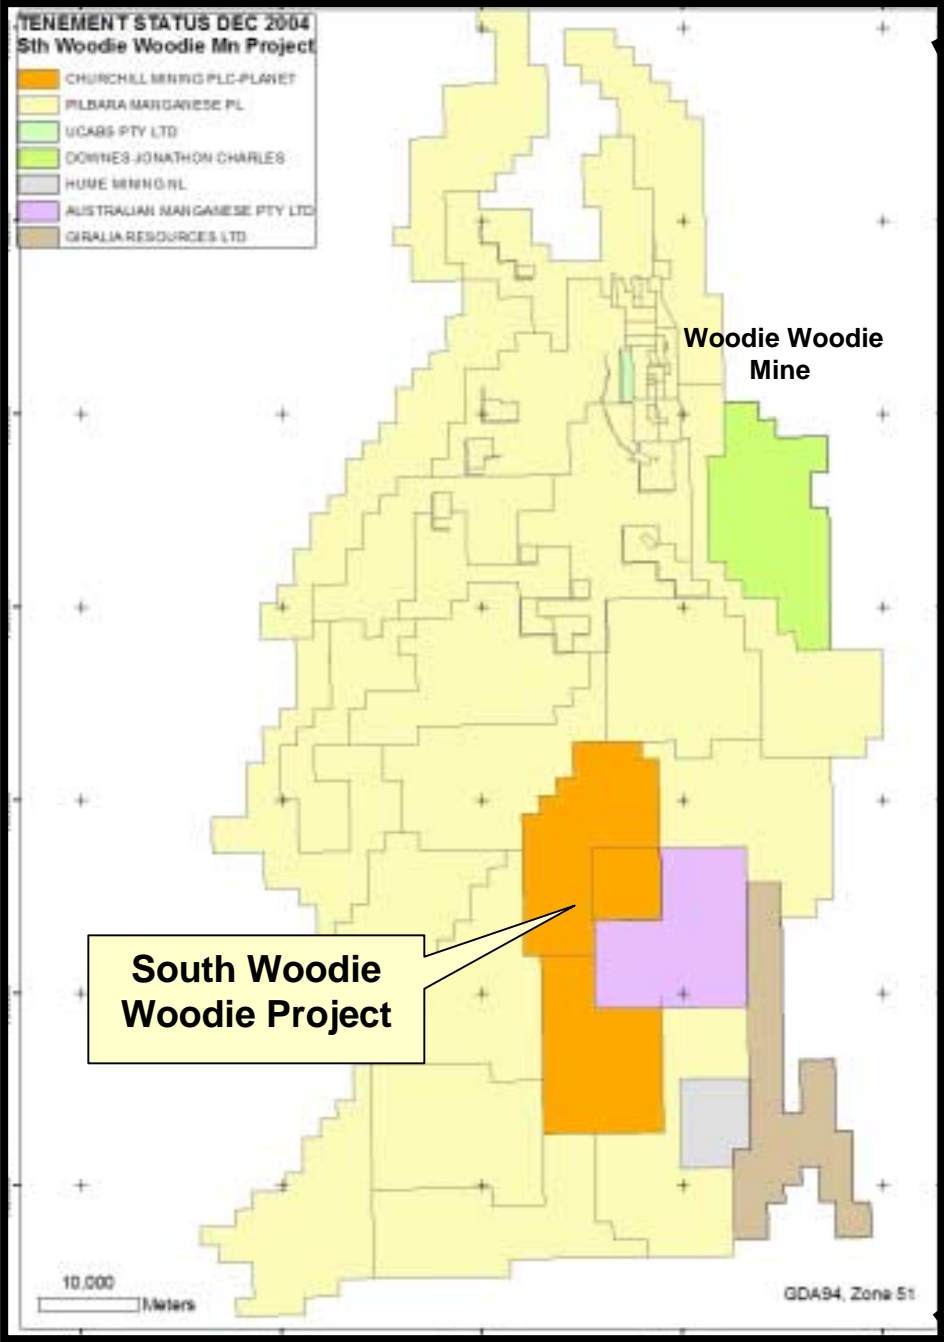 TENEMENT STATUS DEC 2004
Sth Woodie Woodie Mn Project
CHURCHILL MINING PLC-PLANET
PILBARA MANGANESE PL
UCABS PTY LTD
DOWNES JONATHON CHARLES
HUME MINING NL
AUSTRALIAN MANGANESE PTY LTD
GIRALIA RESOURCES LTD
Woodie Woodie
Mine
South Woodie
Woodie Project
10,000
Meters
GDA94, Zone 51